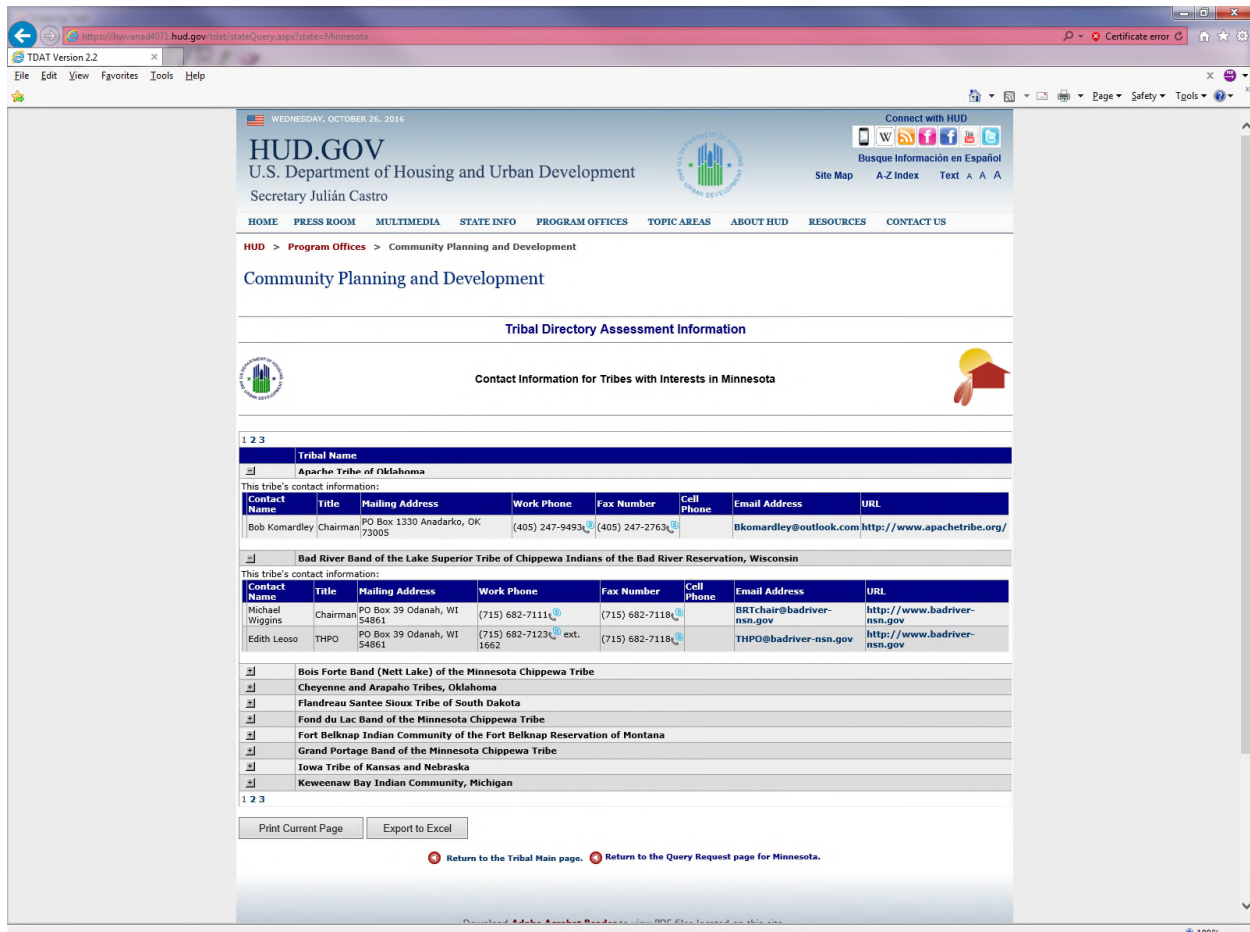 https://hwvanad4071.hud.gov/tdat/stateQuery.aspx?state=Minnesota
Certificate error
TDAT Version 2.2
File Edit View Favorites Tools Help
Page Safety Tools
WEDNESDAY, OCTOBER 26, 2016
Connect with HUD
HUD.GOV
U.S. Department of Housing and Urban Development
Secretary Julián Castro
Busque Información en Español
Site Map A-Z Index Text A A A
HOME PRESS ROOM MULTIMEDIA STATE INFO PROGRAM OFFICES TOPIC AREAS ABOUT HUD RESOURCES CONTACT US
HUD > Program Offices > Community Planning and Development
Community Planning and Development
Tribal Directory Assessment Information
Contact Information for Tribes with Interests in Minnesota
1 2 3
Tribal Name
Apache Tribe of Oklahoma
This tribe's contact information:
Contact Name Title Mailing Address Work Phone Fax Number Cell Phone Email Address URL
Bob Komardley Chairman PO Box 1330 Anadarko, OK 73005 (405) 247-9493 (405) 247-2763 Bkomardley@outlook.com http://www.apachetribe.org/
Bad River Band of the Lake Superior Tribe of Chippewa Indians of the Bad River Reservation, Wisconsin
This tribe's contact information:
Contact Name Title Mailing Address Work Phone Fax Number Cell Phone Email Address URL
Michael Wiggins Chairman PO Box 39 Odanah, WI 54861 (715) 682-7111 (715) 682-7118 BRTchair@badriver-nsn.gov http://www.badriver-nsn.gov
Edith Leoso THPO PO Box 39 Odanah, WI 54861 (715) 682-7123 ext. 1662 (715) 682-7118 THPO@badriver-nsn.gov http://www.badriver-nsn.gov
Bois Forte Band (Nett Lake) of the Minnesota Chippewa Tribe
Cheyenne and Arapaho Tribes, Oklahoma
Flandreau Santee Sioux Tribe of South Dakota
Fond du Lac Band of the Minnesota Chippewa Tribe
Fort Belknap Indian Community of the Fort Belknap Reservation of Montana
Grand Portage Band of the Minnesota Chippewa Tribe
Iowa Tribe of Kansas and Nebraska
Keweenaw Bay Indian Community, Michigan
1 2 3
Print Current Page Export to Excel
Return to the Tribal Main page. Return to the Query Request page for Minnesota.